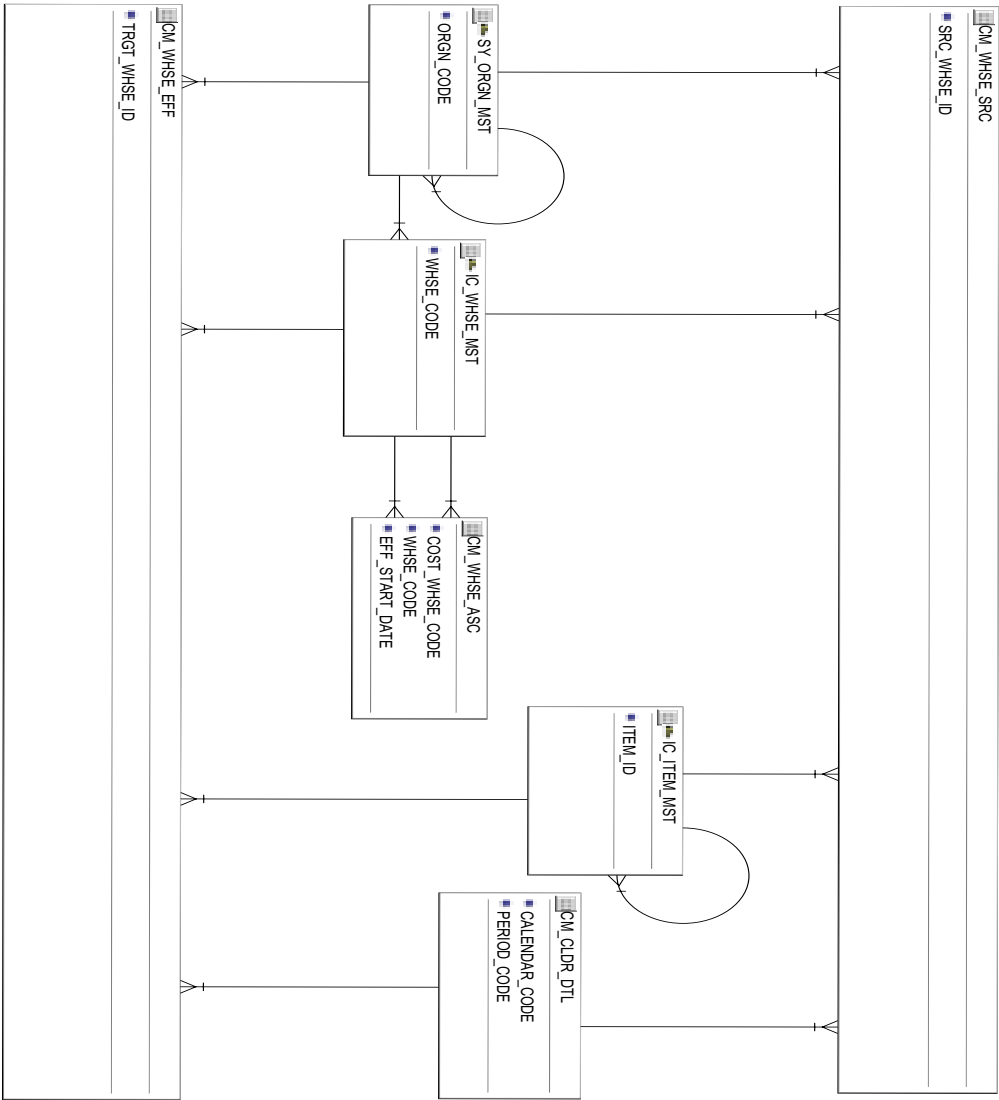 CM_WHSE_SRC
SRC_WHSE_ID
SY_ORGN_MST
ORGN_CODE
IC_WHSE_MST
WHSE_CODE
CM_WHSE_ASC
COST_WHSE_CODE
WHSE_CODE
EFF_START_DATE
IC_ITEM_MST
ITEM_ID
CM_CLDR_DTL
CALENDAR_CODE
PERIOD_CODE
CM_WHSE_EFF
TRGT_WHSE_ID